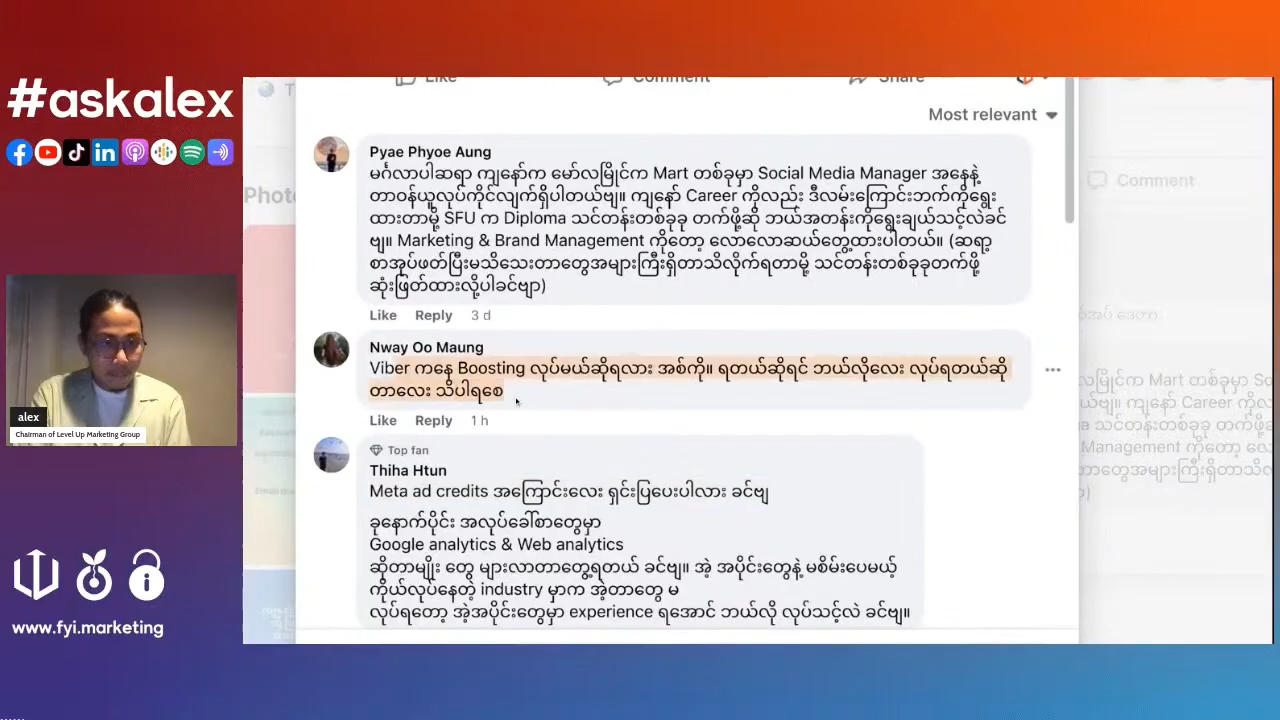 #askalex
alex
Chairman of Level Up Marketing Group
www.fyi.marketing
Like
Comment
Share
Most relevant
Pyae Phyoe Aung
မင်္ဂလာပါဆရာ ကျနော်က မော်လမြိုင်က Mart တစ်ခုမှာ Social Media Manager အနေနဲ့
တာဝန်ယူလုပ်ကိုင်လျက်ရှိပါတယ်ဗျ။ ကျနော် Career ကိုလည်း ဒီလမ်းကြောင်းဘက်ကိုရွေး
ထားတာမို့ SFU က Diploma သင်တန်းတစ်ခုခု တက်ဖို့ဆို ဘယ်အတန်းကိုရွေးချယ်သင့်လဲခင်
ဗျ။ Marketing & Brand Management ကိုတော့ လောလောဆယ်တွေ့ထားပါတယ်။ (ဆရာ့
စာအုပ်ဖတ်ပြီးမသိသေးတာတွေအများကြီးရှိတာသိလိုက်ရတာမို့ သင်တန်းတစ်ခုခုတက်ဖို့
ဆုံးဖြတ်ထားလို့ပါခင်ဗျာ)
Like Reply 3 d
Nway Oo Maung
Viber ကနေ Boosting လုပ်မယ်ဆိုရလား အစ်ကို။ ရတယ်ဆိုရင် ဘယ်လိုလေး လုပ်ရတယ်ဆို
တာလေး သိပါရစေ
Like Reply 1 h
Top fan
Thiha Htun
Meta ad credits အကြောင်းလေး ရှင်းပြပေးပါလား ခင်ဗျ
ခုနောက်ပိုင်း အလုပ်ခေါ်စာတွေမှာ
Google analytics & Web analytics
ဆိုတာမျိုး တွေ များလာတာတွေ့ရတယ် ခင်ဗျ။ အဲ့ အပိုင်းတွေနဲ့ မစိမ်းပေမယ့်
ကိုယ်လုပ်နေတဲ့ industry မှာက အဲ့တာတွေ မ
လုပ်ရတော့ အဲ့အပိုင်းတွေမှာ experience ရအောင် ဘယ်လို လုပ်သင့်လဲ ခင်ဗျ။
Comment